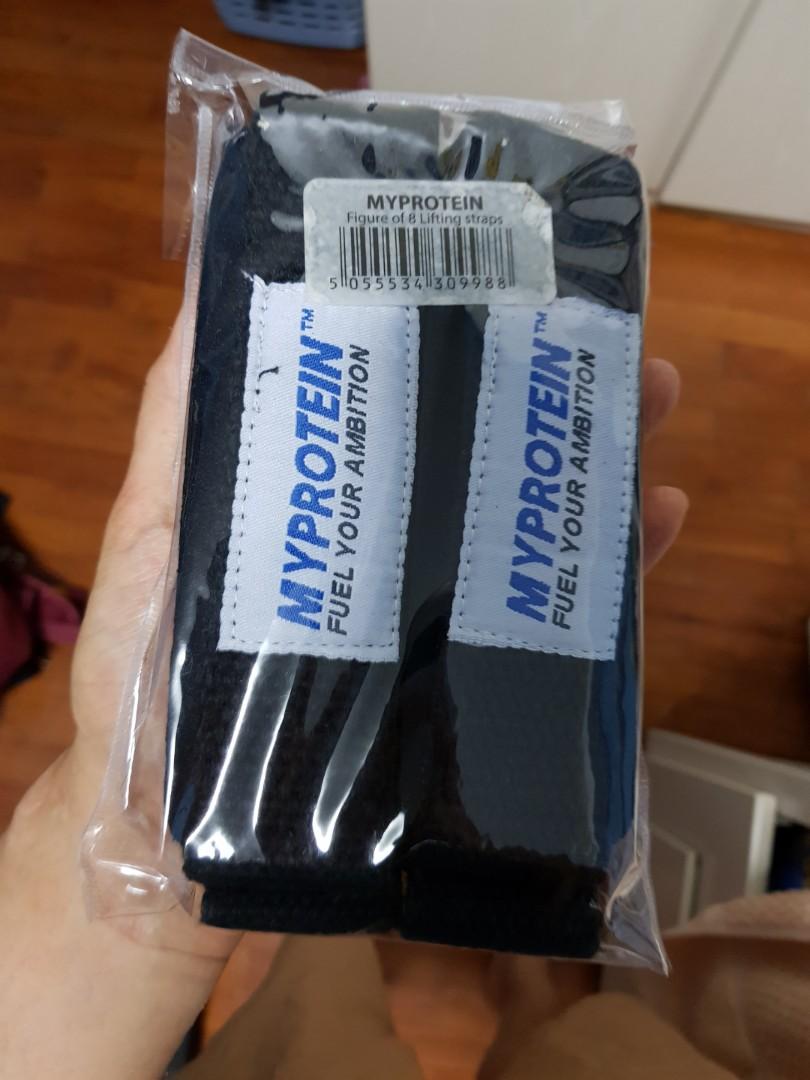 MYPROTEIN
Figure of 8 Lifting straps
5 055534 309988
MYPROTEIN™
FUEL YOUR AMBITION
MYPROTEIN™
FUEL YOUR AMBITION